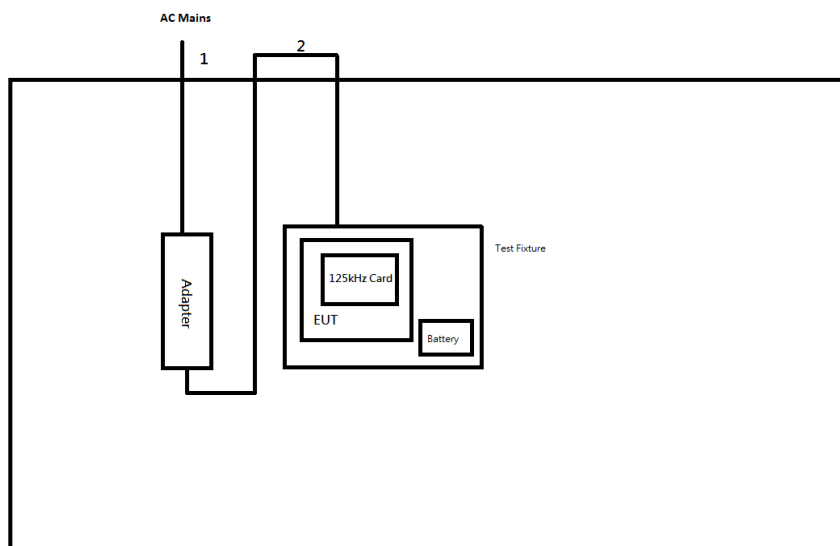 AC Mains
1
2
Test Fixture
125kHz Card
Adapter
EUT
Battery